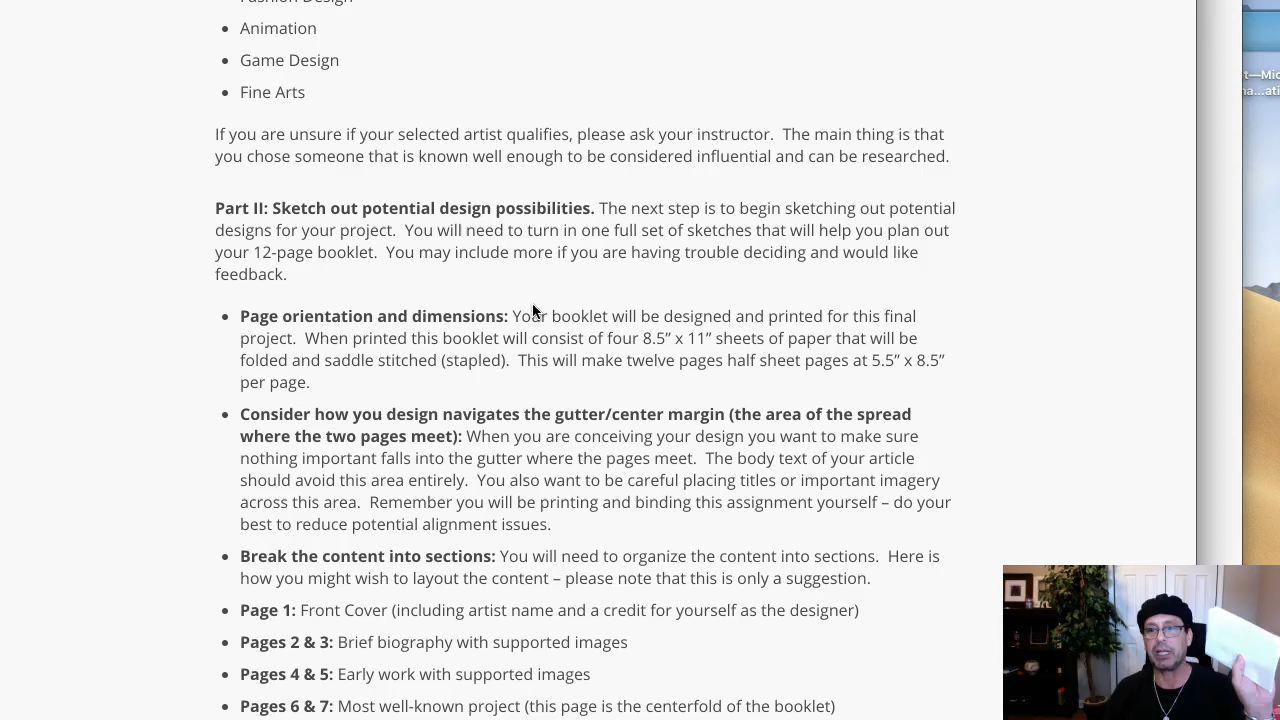 Fashion Design
Animation
Game Design
Fine Arts
If you are unsure if your selected artist qualifies, please ask your instructor.  The main thing is that
you chose someone that is known well enough to be considered influential and can be researched.
Part II: Sketch out potential design possibilities. The next step is to begin sketching out potential
designs for your project.  You will need to turn in one full set of sketches that will help you plan out
your 12-page booklet.  You may include more if you are having trouble deciding and would like
feedback.
Page orientation and dimensions: Your booklet will be designed and printed for this final
project.  When printed this booklet will consist of four 8.5” x 11” sheets of paper that will be
folded and saddle stitched (stapled).  This will make twelve pages half sheet pages at 5.5” x 8.5”
per page.
Consider how you design navigates the gutter/center margin (the area of the spread
where the two pages meet): When you are conceiving your design you want to make sure
nothing important falls into the gutter where the pages meet.  The body text of your article
should avoid this area entirely.  You also want to be careful placing titles or important imagery
across this area.  Remember you will be printing and binding this assignment yourself – do your
best to reduce potential alignment issues.
Break the content into sections: You will need to organize the content into sections.  Here is
how you might wish to layout the content – please note that this is only a suggestion.
Page 1: Front Cover (including artist name and a credit for yourself as the designer)
Pages 2 & 3: Brief biography with supported images
Pages 4 & 5: Early work with supported images
Pages 6 & 7: Most well-known project (this page is the centerfold of the booklet)